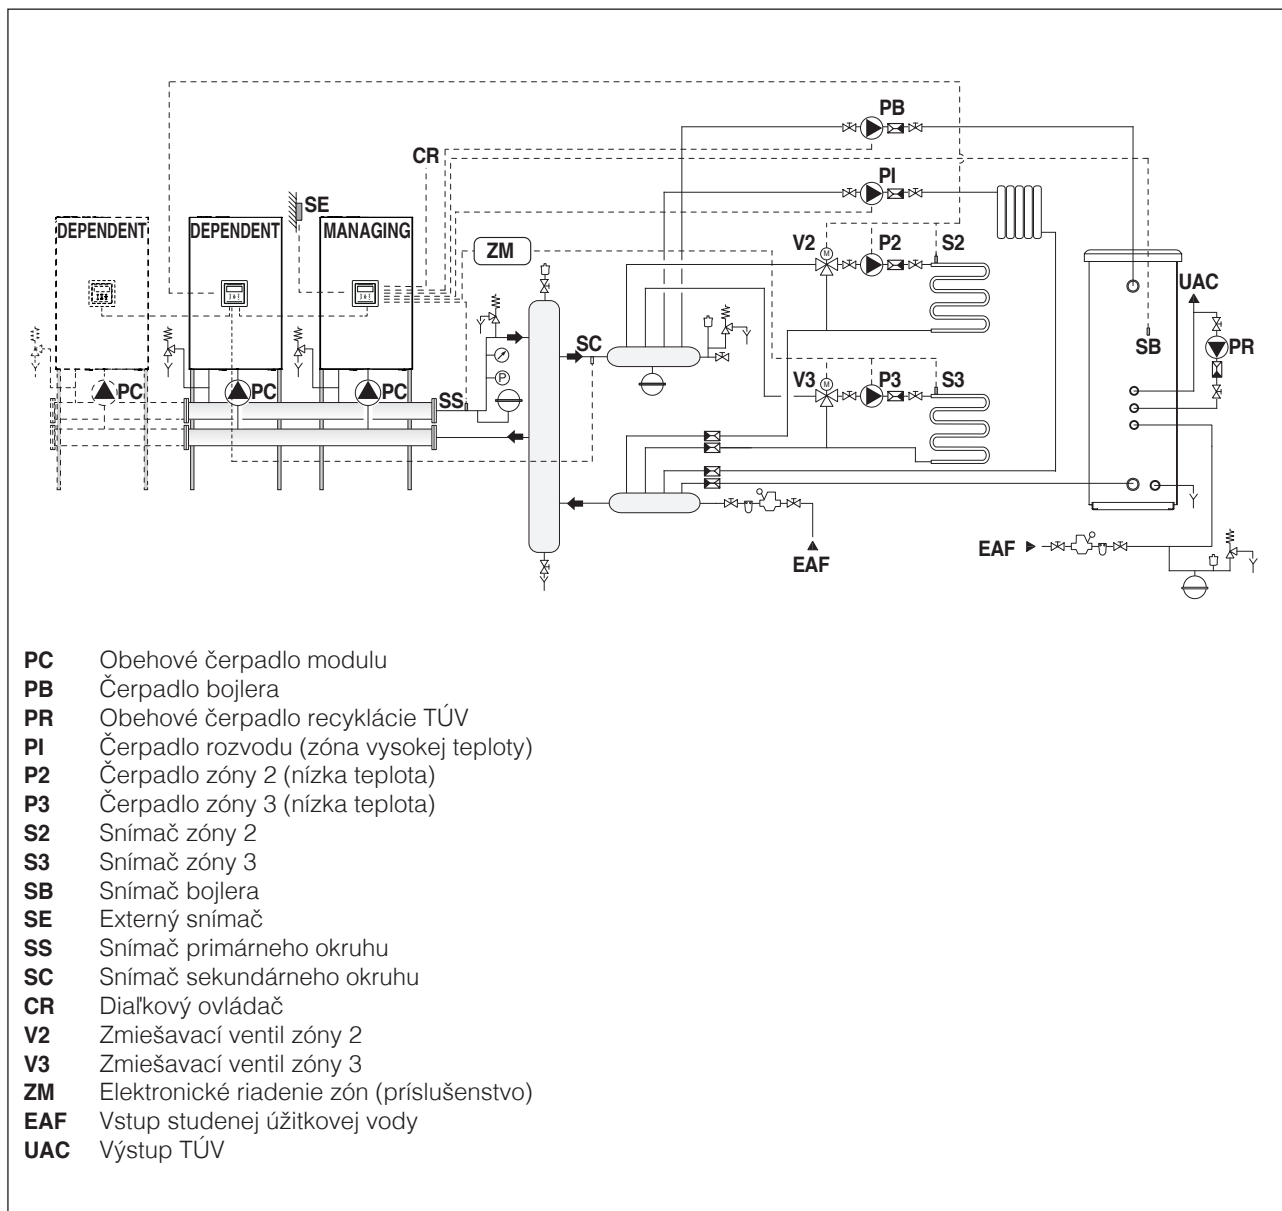 PB
CR
PI
SE
DEPENDENT DEPENDENT MANAGING
ZM
V2 P2 S2
M
UAC
SC
SB PR
P
V3 P3 S3
M
PC PC PC SS
EAF
EAF
PC Obehové čerpadlo modulu
PB Čerpadlo bojlera
PR Obehové čerpadlo recyklácie TÚV
PI Čerpadlo rozvodu (zóna vysokej teploty)
P2 Čerpadlo zóny 2 (nízka teplota)
P3 Čerpadlo zóny 3 (nízka teplota)
S2 Snímač zóny 2
S3 Snímač zóny 3
SB Snímač bojlera
SE Externý snímač
SS Snímač primárneho okruhu
SC Snímač sekundárneho okruhu
CR Diaľkový ovládač
V2 Zmiešavací ventil zóny 2
V3 Zmiešavací ventil zóny 3
ZM Elektronické riadenie zón (príslušenstvo)
EAF Vstup studenej úžitkovej vody
UAC Výstup TÚV